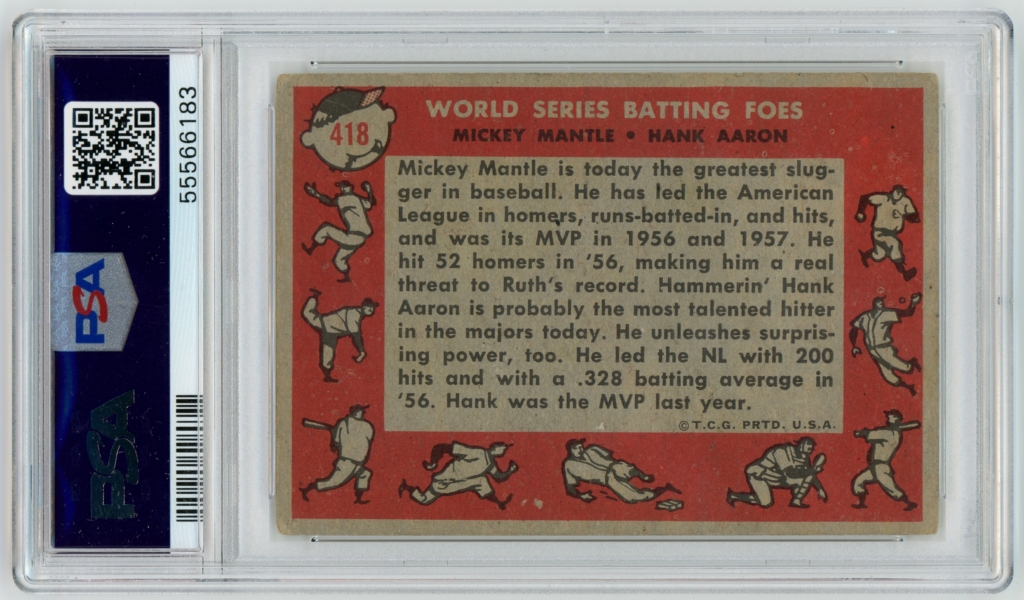 55566183
PSA
PSA
418
WORLD SERIES BATTING FOES
MICKEY MANTLE • HANK AARON
Mickey Mantle is today the greatest slug-
ger in baseball. He has led the American
League in homers, runs-batted-in, and hits,
and was its MVP in 1956 and 1957. He
hit 52 homers in '56, making him a real
threat to Ruth's record. Hammerin' Hank
Aaron is probably the most talented hitter
in the majors today. He unleashes surpris-
ing power, too. He led the NL with 200
hits and with a .328 batting average in
'56. Hank was the MVP last year.
©T.C.G. PRTD. U.S.A.